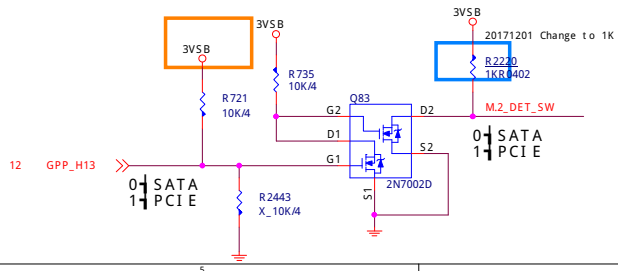 3VSB
20171201 Change to 1K
3VSB
3VSB
R2220
1KR0402
R735
10K/4
R721
10K/4
Q83
G2
D2
M.2_DET_SW
D1
0 SATA
1 PCIE
S2
12 GPP_H13
G1
0 SATA
1 PCIE
2N7002D
R2443
X_10K/4
S1
5